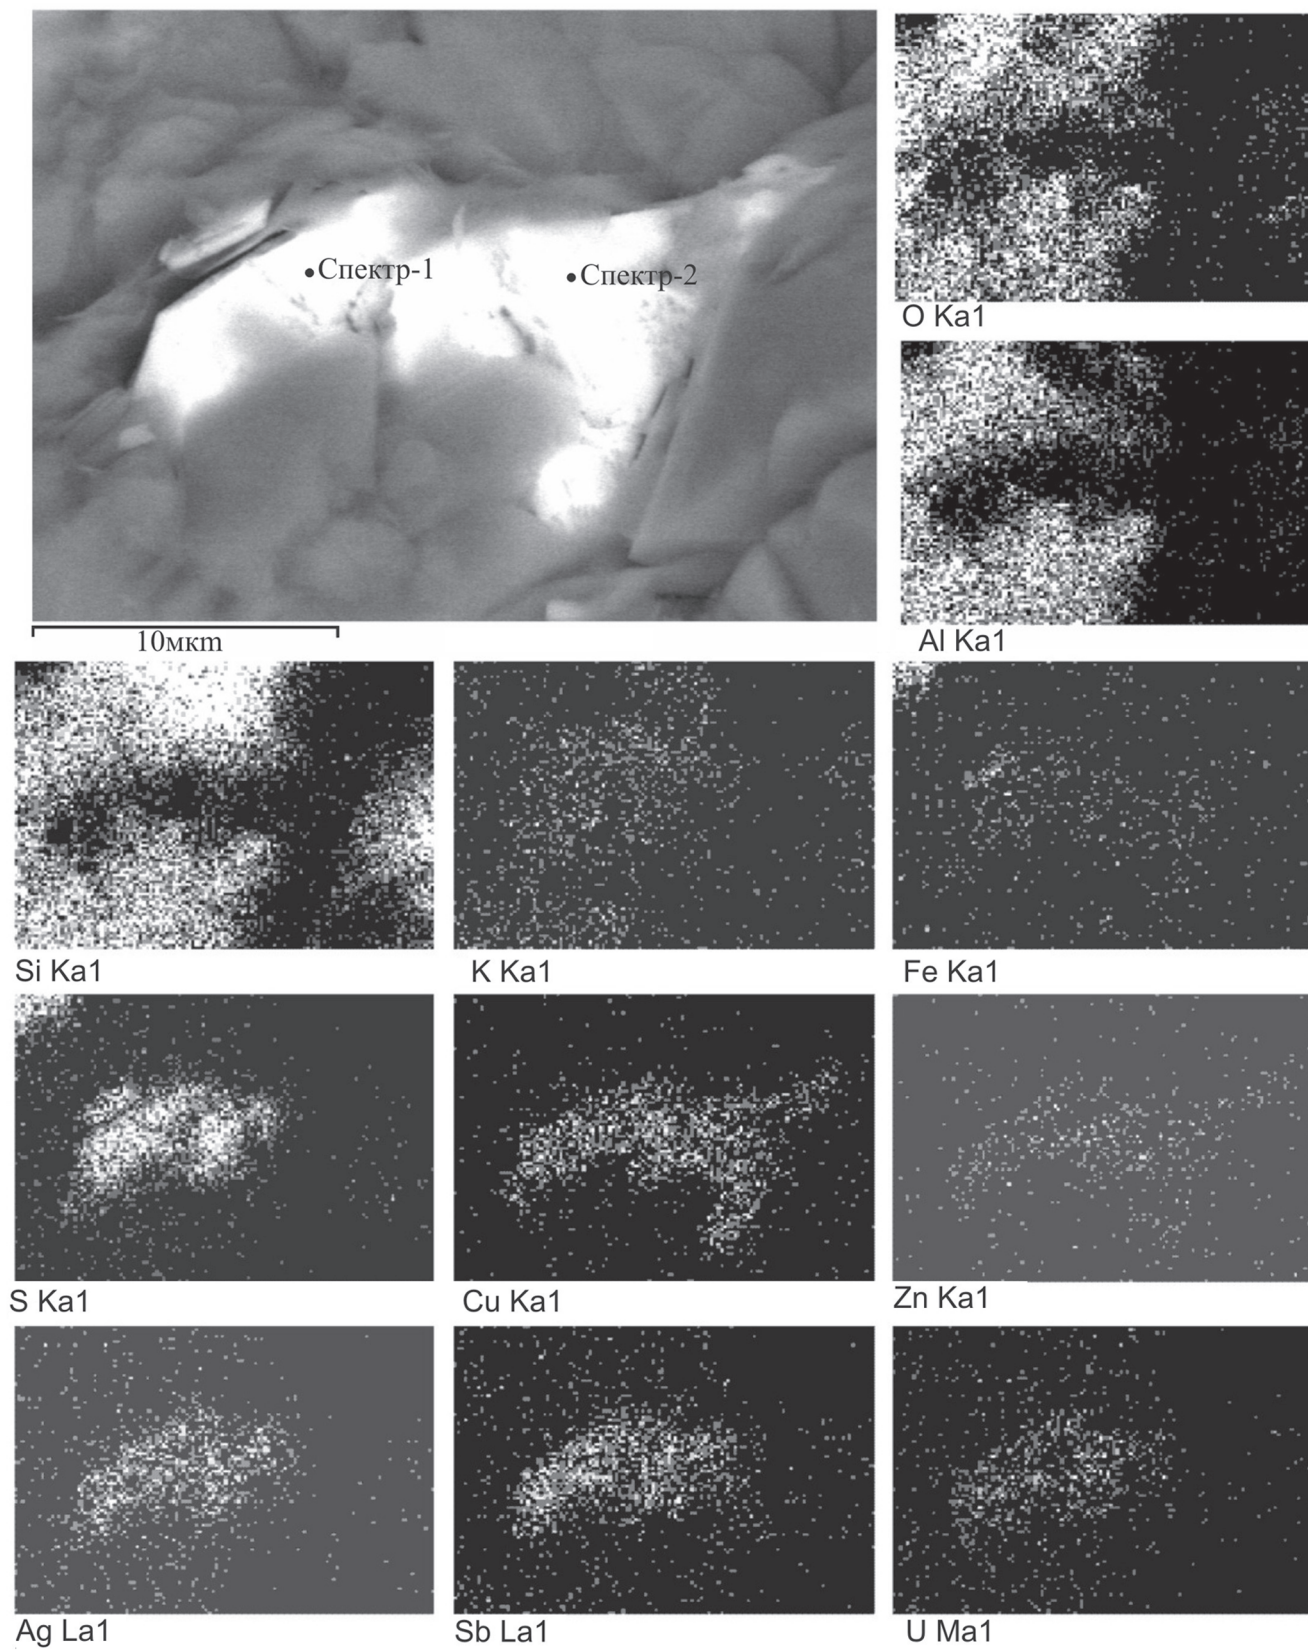 Спектр-1
Спектр-2
10мкm
O Ka1
Al Ka1
Si Ka1
K Ka1
Fe Ka1
S Ka1
Cu Ka1
Zn Ka1
Ag La1
Sb La1
U Ma1